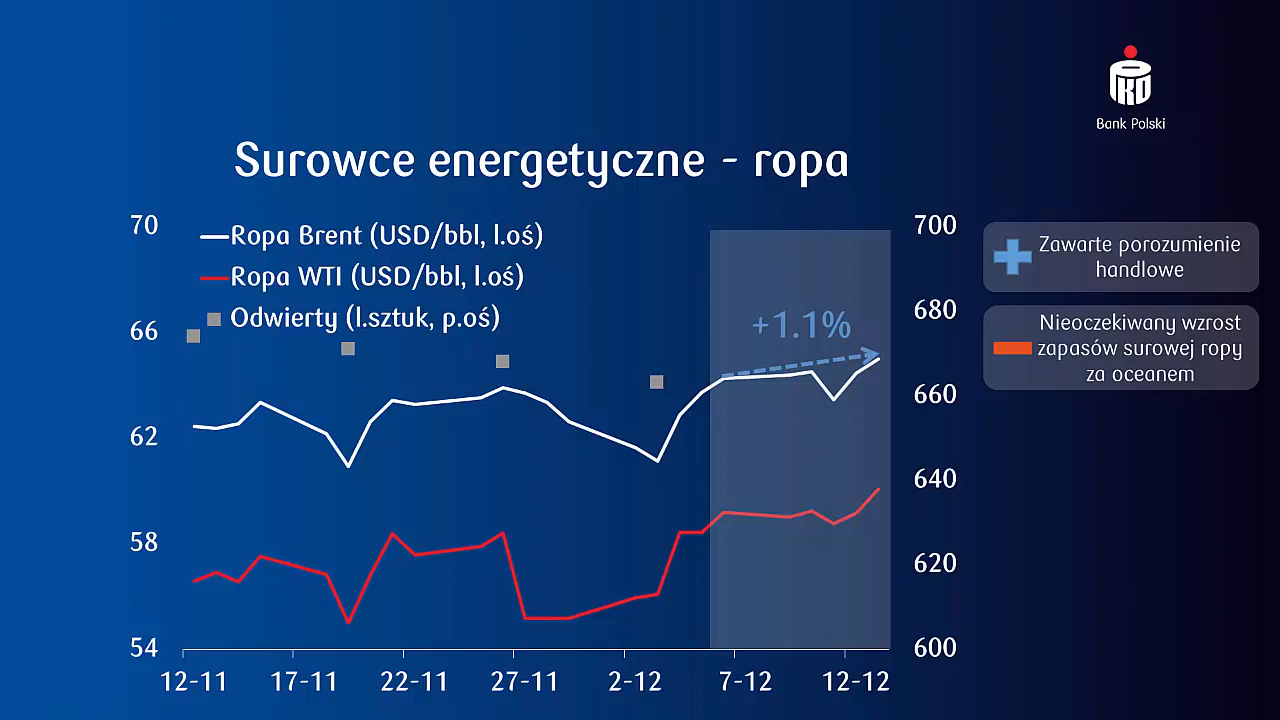 PKO
Bank Polski
Surowce energetyczne - ropa
70
66
62
58
54
Ropa Brent (USD/bbl, l.oś)
Ropa WTI (USD/bbl, l.oś)
Odwierty (l.sztuk, p.oś)
+1.1%
700
680
660
640
620
600
12-11
17-11
22-11
27-11
2-12
7-12
12-12
Zawarte porozumienie
handlowe
Nieoczekiwany wzrost
zapasów surowej ropy
za oceanem